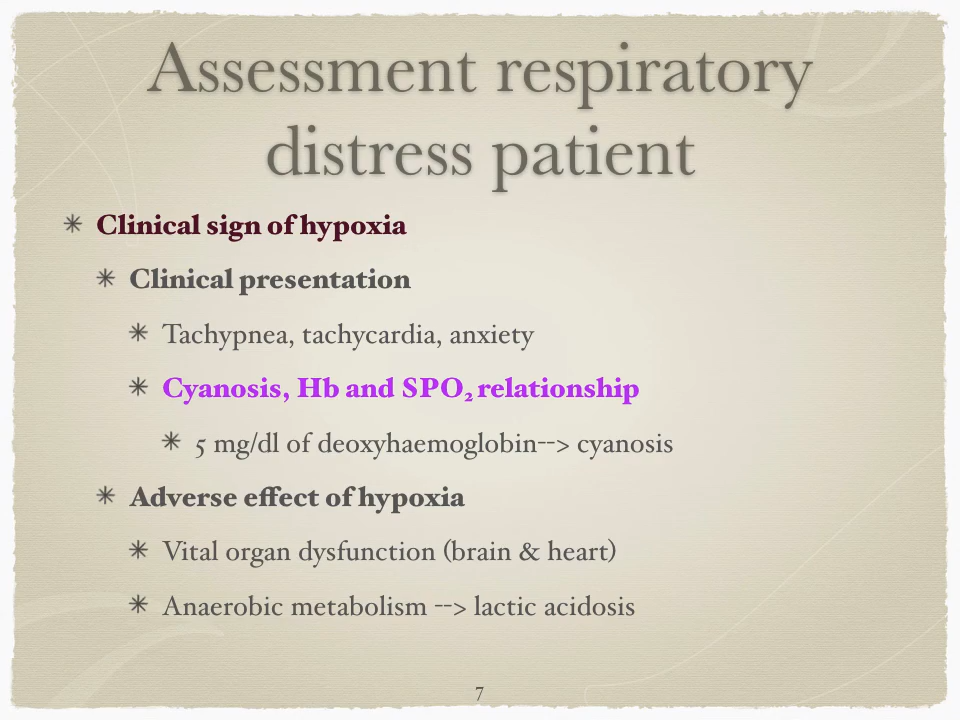 Assessment respiratory
distress patient
Clinical sign of hypoxia
Clinical presentation
Tachypnea, tachycardia, anxiety
Cyanosis, Hb and SPO₂ relationship
5 mg/dl of deoxyhaemoglobin--> cyanosis
Adverse effect of hypoxia
Vital organ dysfunction (brain & heart)
Anaerobic metabolism --> lactic acidosis
7